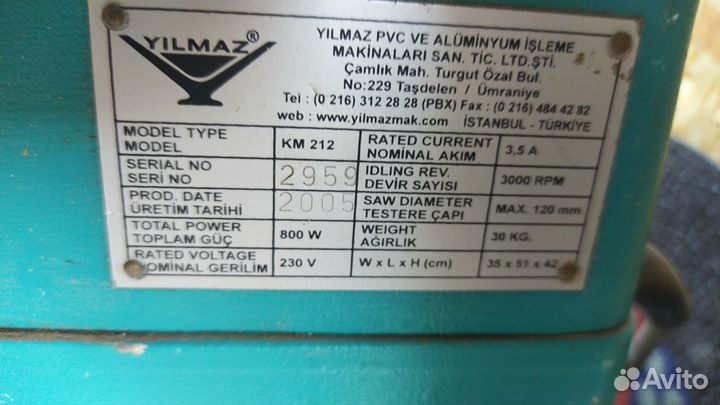 YILMAZ®
YILMAZ PVC VE ALÜMİNYUM İŞLEME
MAKİNALARI SAN. TİC. LTD.ŞTİ.
Çamlık Mah. Turgut Özal Bul.
No:229 Taşdelen / Ümraniye
Tel : (0 216) 312 28 28 (PBX) Fax : (0 216) 484 42 82
web : www.yilmazmak.com İSTANBUL - TÜRKİYE
MODEL TYPE
MODEL
KM 212
RATED CURRENT
NOMİNAL AKIM
3,5 A
SERIAL NO
SERİ NO
2959
IDLING REV.
DEVİR SAYISI
3000 RPM
PROD. DATE
ÜRETİM TARİHİ
2005
SAW DIAMETER
TESTERE ÇAPI
MAX. 120 mm
TOTAL POWER
TOPLAM GÜÇ
800 W
WEIGHT
AĞIRLIK
30 KG.
RATED VOLTAGE
NOMİNAL GERİLİM
230 V
W x L x H (cm)
35 x 51 x 42
Avito